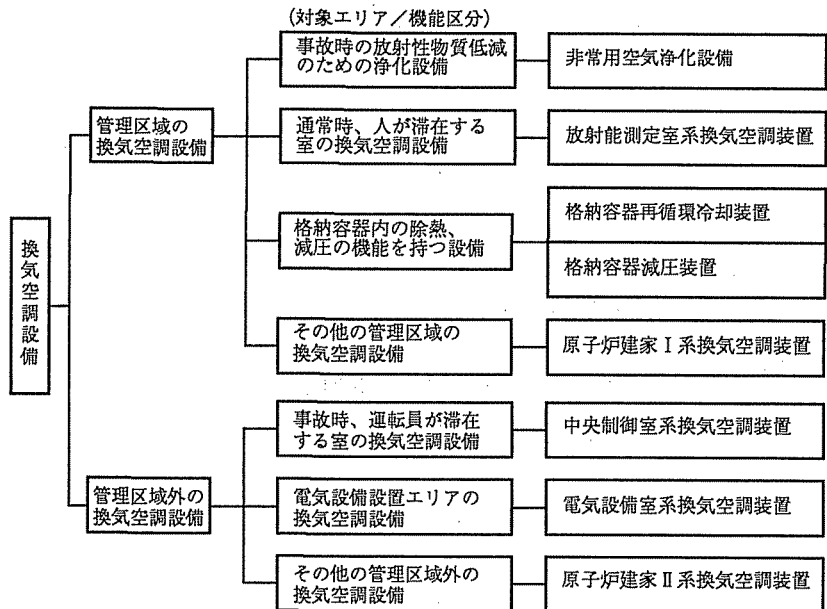 (対象エリア/機能区分)
事故時の放射性物質低減
のための浄化設備
非常用空気浄化設備
管理区域の
換気空調設備
通常時、人が滞在する
室の換気空調設備
放射能測定室系換気空調装置
格納容器内の除熱、
減圧の機能を持つ設備
格納容器再循環冷却装置
格納容器減圧装置
換気空調設備
その他の管理区域の
換気空調設備
原子炉建家Ⅰ系換気空調装置
事故時、運転員が滞在
する室の換気空調設備
中央制御室系換気空調装置
管理区域外の
換気空調設備
電気設備設置エリアの
換気空調設備
電気設備室系換気空調装置
その他の管理区域外の
換気空調設備
原子炉建家Ⅱ系換気空調装置